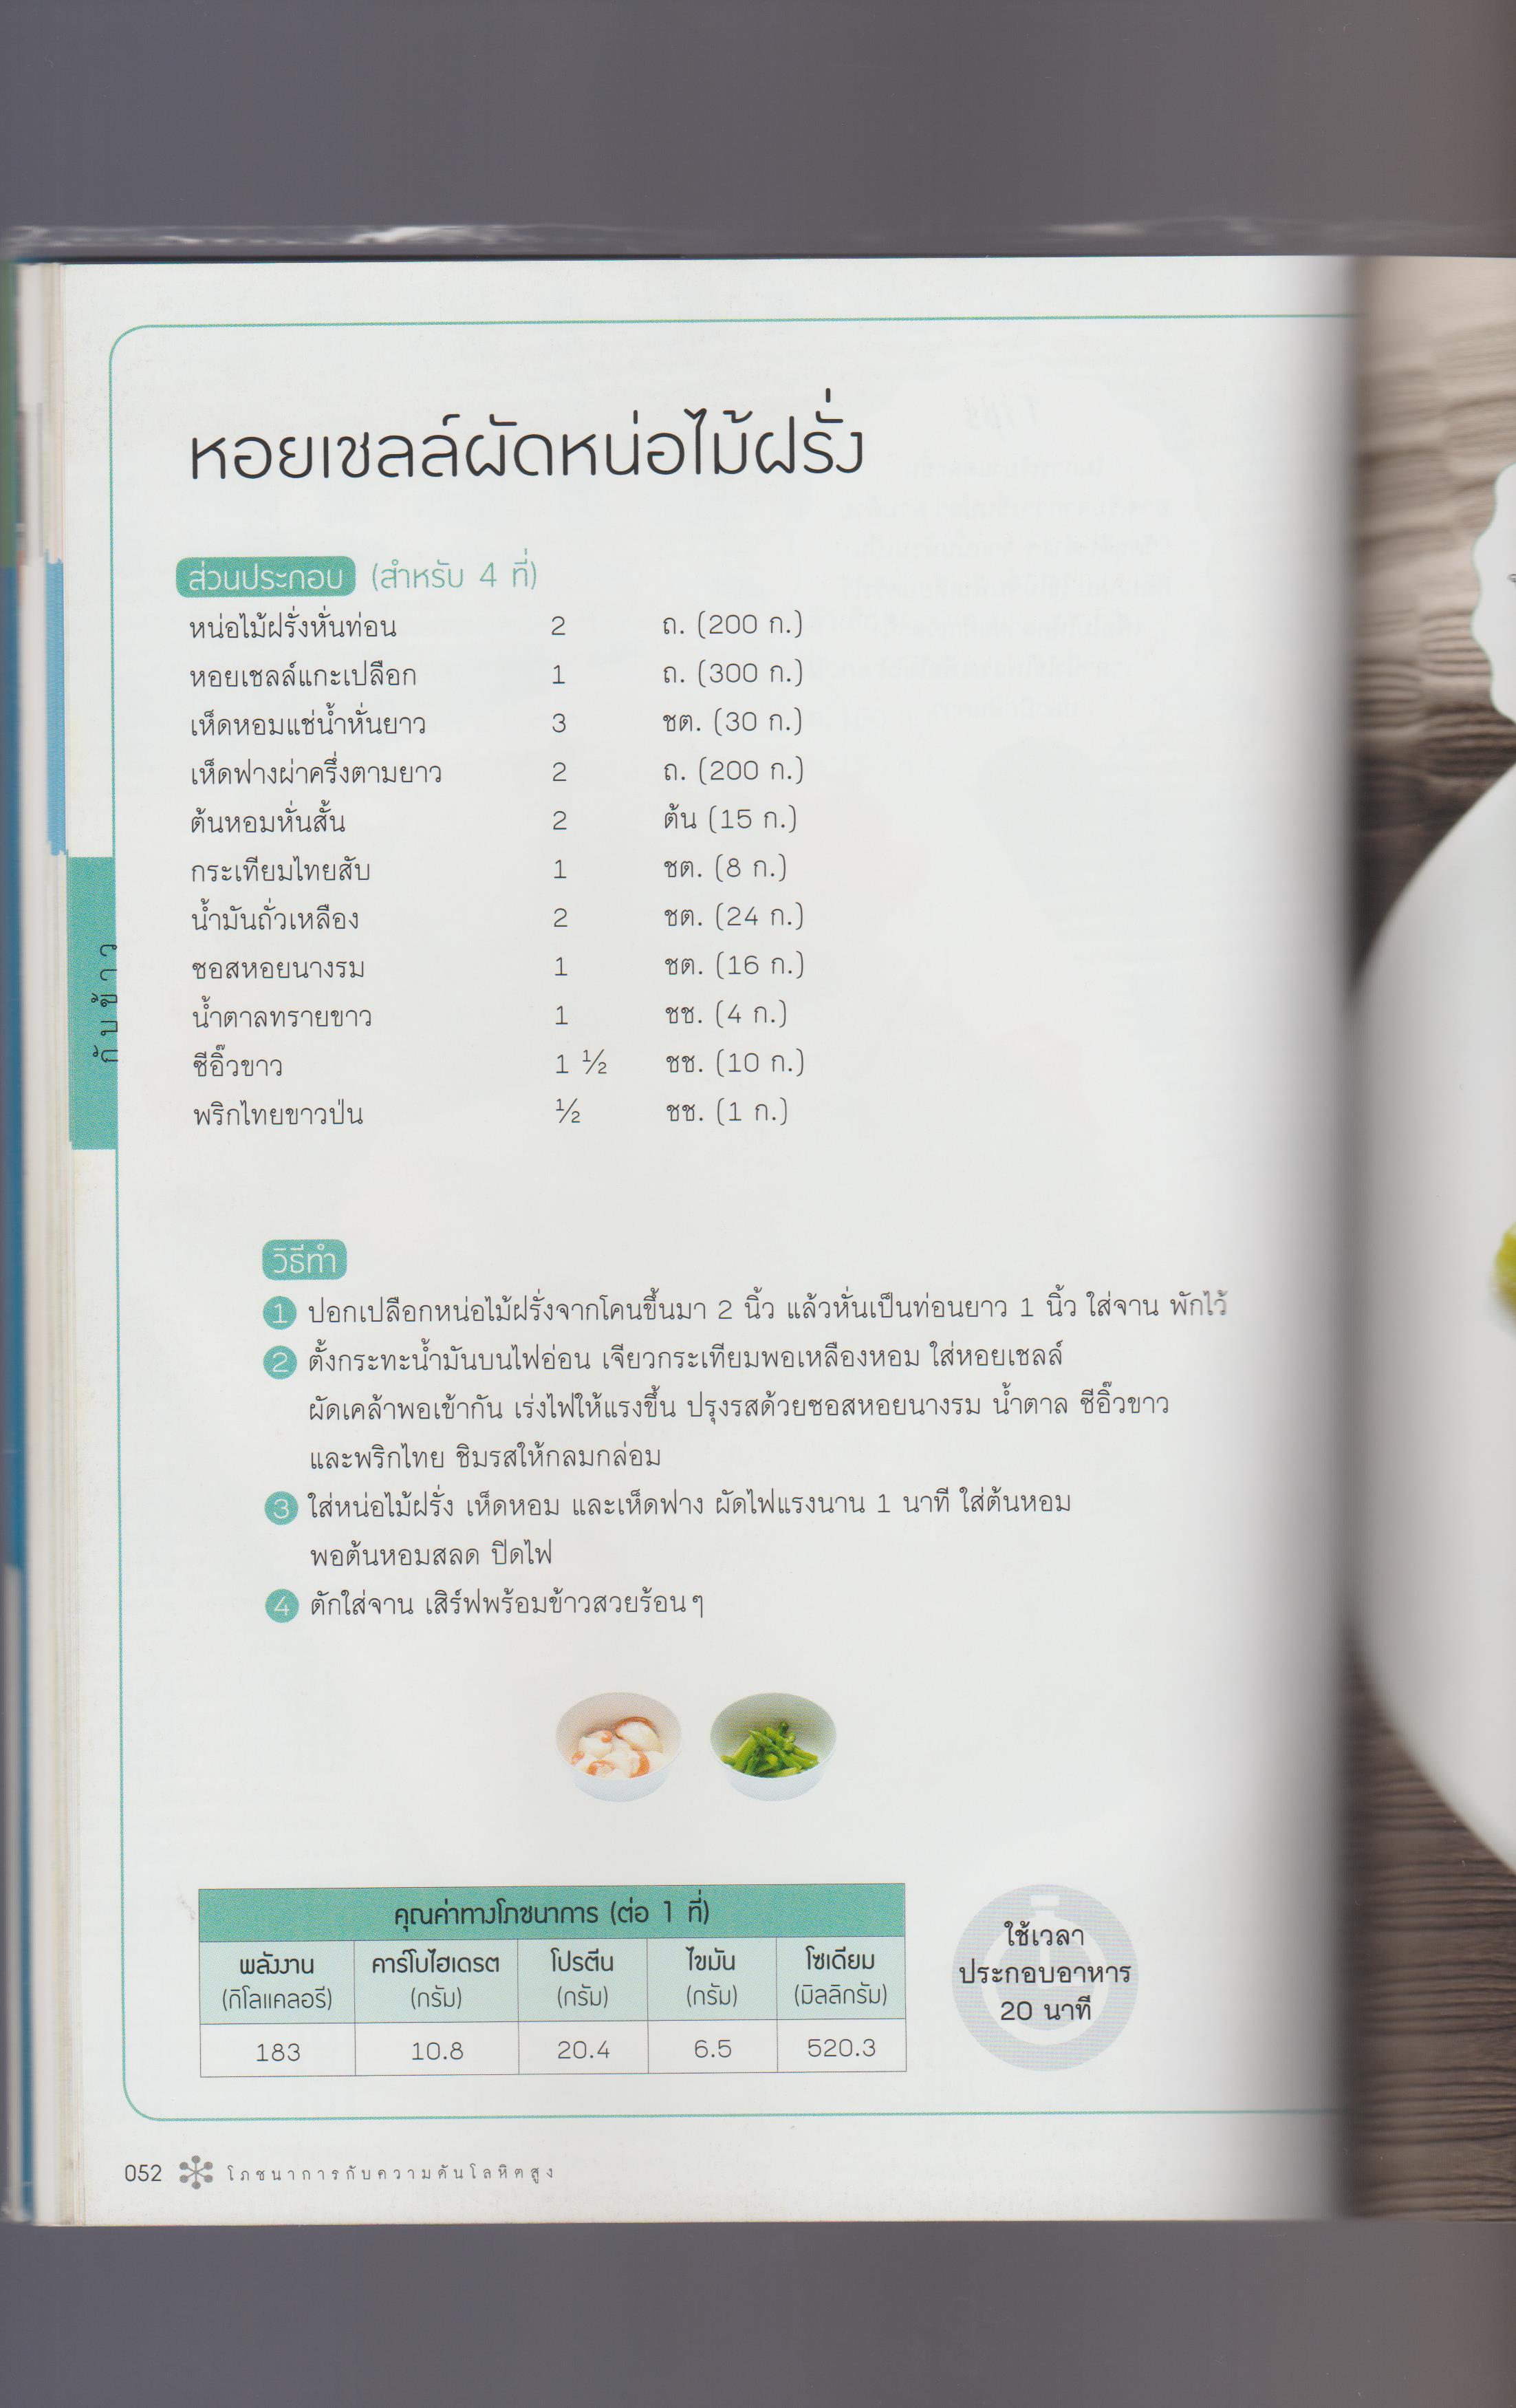 หอยเชลล์ผัดหน่อไม้ฝรั่ง
ส่วนประกอบ (สำหรับ 4 ที่)
หน่อไม้ฝรั่งหั่นท่อน 2 ถ. (200 ก.)
หอยเชลล์แกะเปลือก 1 ถ. (300 ก.)
เห็ดหอมแช่น้ำหั่นยาว 3 ชต. (30 ก.)
เห็ดฟางผ่าครึ่งตามยาว 2 ถ. (200 ก.)
ต้นหอมหั่นสั้น 2 ต้น (15 ก.)
กระเทียมไทยสับ 1 ชต. (8 ก.)
น้ำมันถั่วเหลือง 2 ชต. (24 ก.)
ซอสหอยนางรม 1 ชต. (16 ก.)
น้ำตาลทรายขาว 1 ชช. (4 ก.)
ซีอิ๊วขาว 1 ½ ชช. (10 ก.)
พริกไทยขาวป่น ½ ชช. (1 ก.)
กับข้าว
วิธีทำ
1 ปอกเปลือกหน่อไม้ฝรั่งจากโคนขึ้นมา 2 นิ้ว แล้วหั่นเป็นท่อนยาว 1 นิ้ว ใส่จาน พักไว้
2 ตั้งกระทะน้ำมันบนไฟอ่อน เจียวกระเทียมพอเหลืองหอม ใส่หอยเชลล์
ผัดเคล้าพอเข้ากัน เร่งไฟให้แรงขึ้น ปรุงรสด้วยซอสหอยนางรม น้ำตาล ซีอิ๊วขาว
และพริกไทย ชิมรสให้กลมกล่อม
3 ใส่หน่อไม้ฝรั่ง เห็ดหอม และเห็ดฟาง ผัดไฟแรงนาน 1 นาที ใส่ต้นหอม
พอต้นหอมสลด ปิดไฟ
4 ตักใส่จาน เสิร์ฟพร้อมข้าวสวยร้อนๆ
คุณค่าทางโภชนาการ (ต่อ 1 ที่)
พลังงาน คาร์โบไฮเดรต โปรตีน ไขมัน โซเดียม
(กิโลแคลอรี) (กรัม) (กรัม) (กรัม) (มิลลิกรัม)
183 10.8 20.4 6.5 520.3
ใช้เวลา
ประกอบอาหาร
20 นาที
052 โภชนาการกับความดันโลหิตสูง